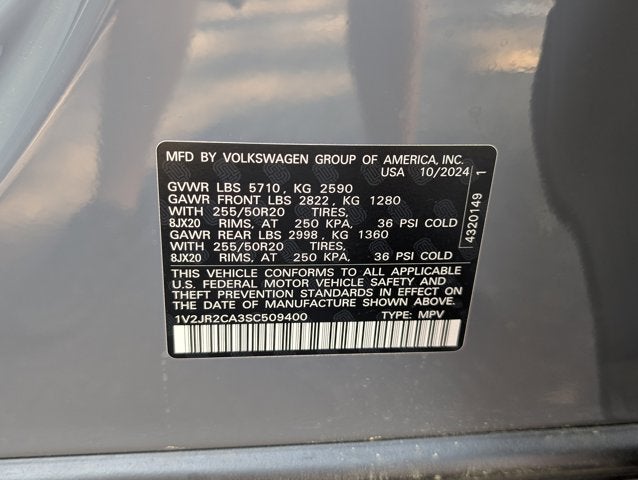 MFD BY VOLKSWAGEN GROUP OF AMERICA, INC.
USA 10/2024
GVWR LBS 5710, KG 2590
GAWR FRONT LBS 2822, KG 1280
WITH 255/50R20 TIRES,
8JX20 RIMS, AT 250 KPA, 36 PSI COLD
GAWR REAR LBS 2998, KG 1360
WITH 255/50R20 TIRES,
8JX20 RIMS, AT 250 KPA, 36 PSI COLD
THIS VEHICLE CONFORMS TO ALL APPLICABLE
U.S. FEDERAL MOTOR VEHICLE SAFETY AND
THEFT PREVENTION STANDARDS IN EFFECT ON
THE DATE OF MANUFACTURE SHOWN ABOVE.
1V2JR2CA3SC509400 TYPE: MPV
4320149 1